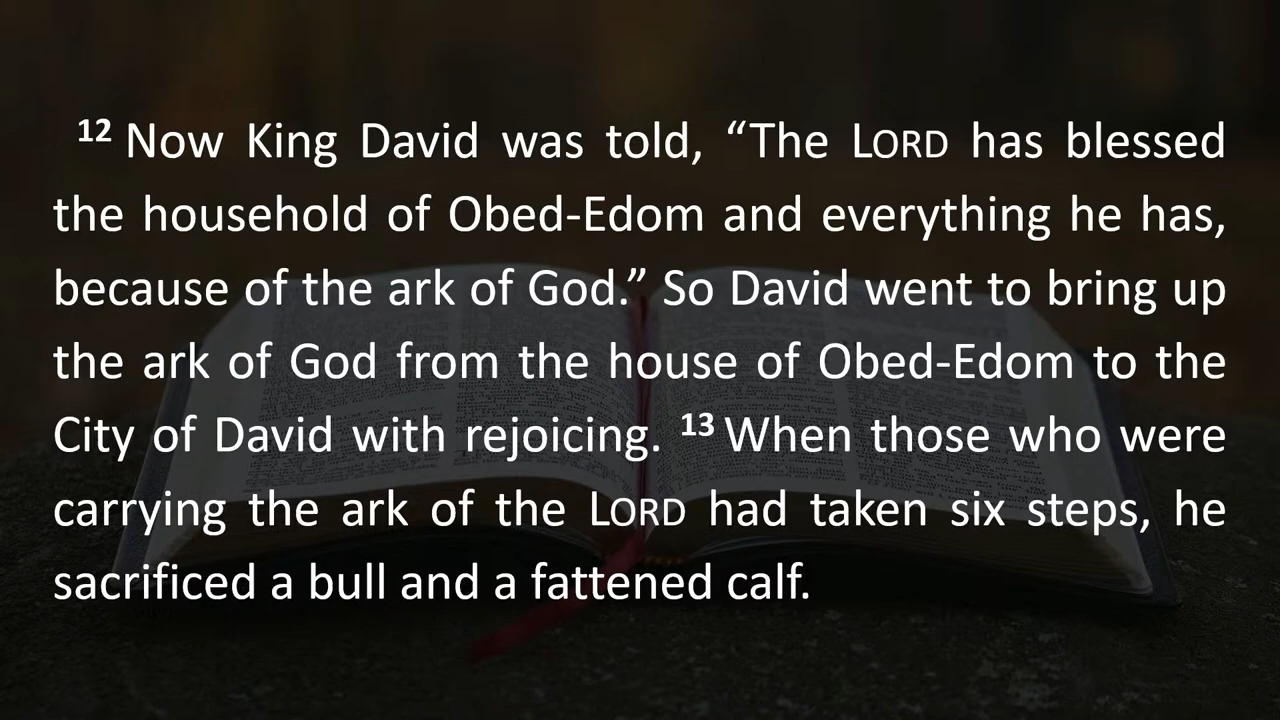 12 Now King David was told, “The LORD has blessed
the household of Obed-Edom and everything he has,
because of the ark of God.” So David went to bring up
the ark of God from the house of Obed-Edom to the
City of David with rejoicing. 13 When those who were
carrying the ark of the LORD had taken six steps, he
sacrificed a bull and a fattened calf.